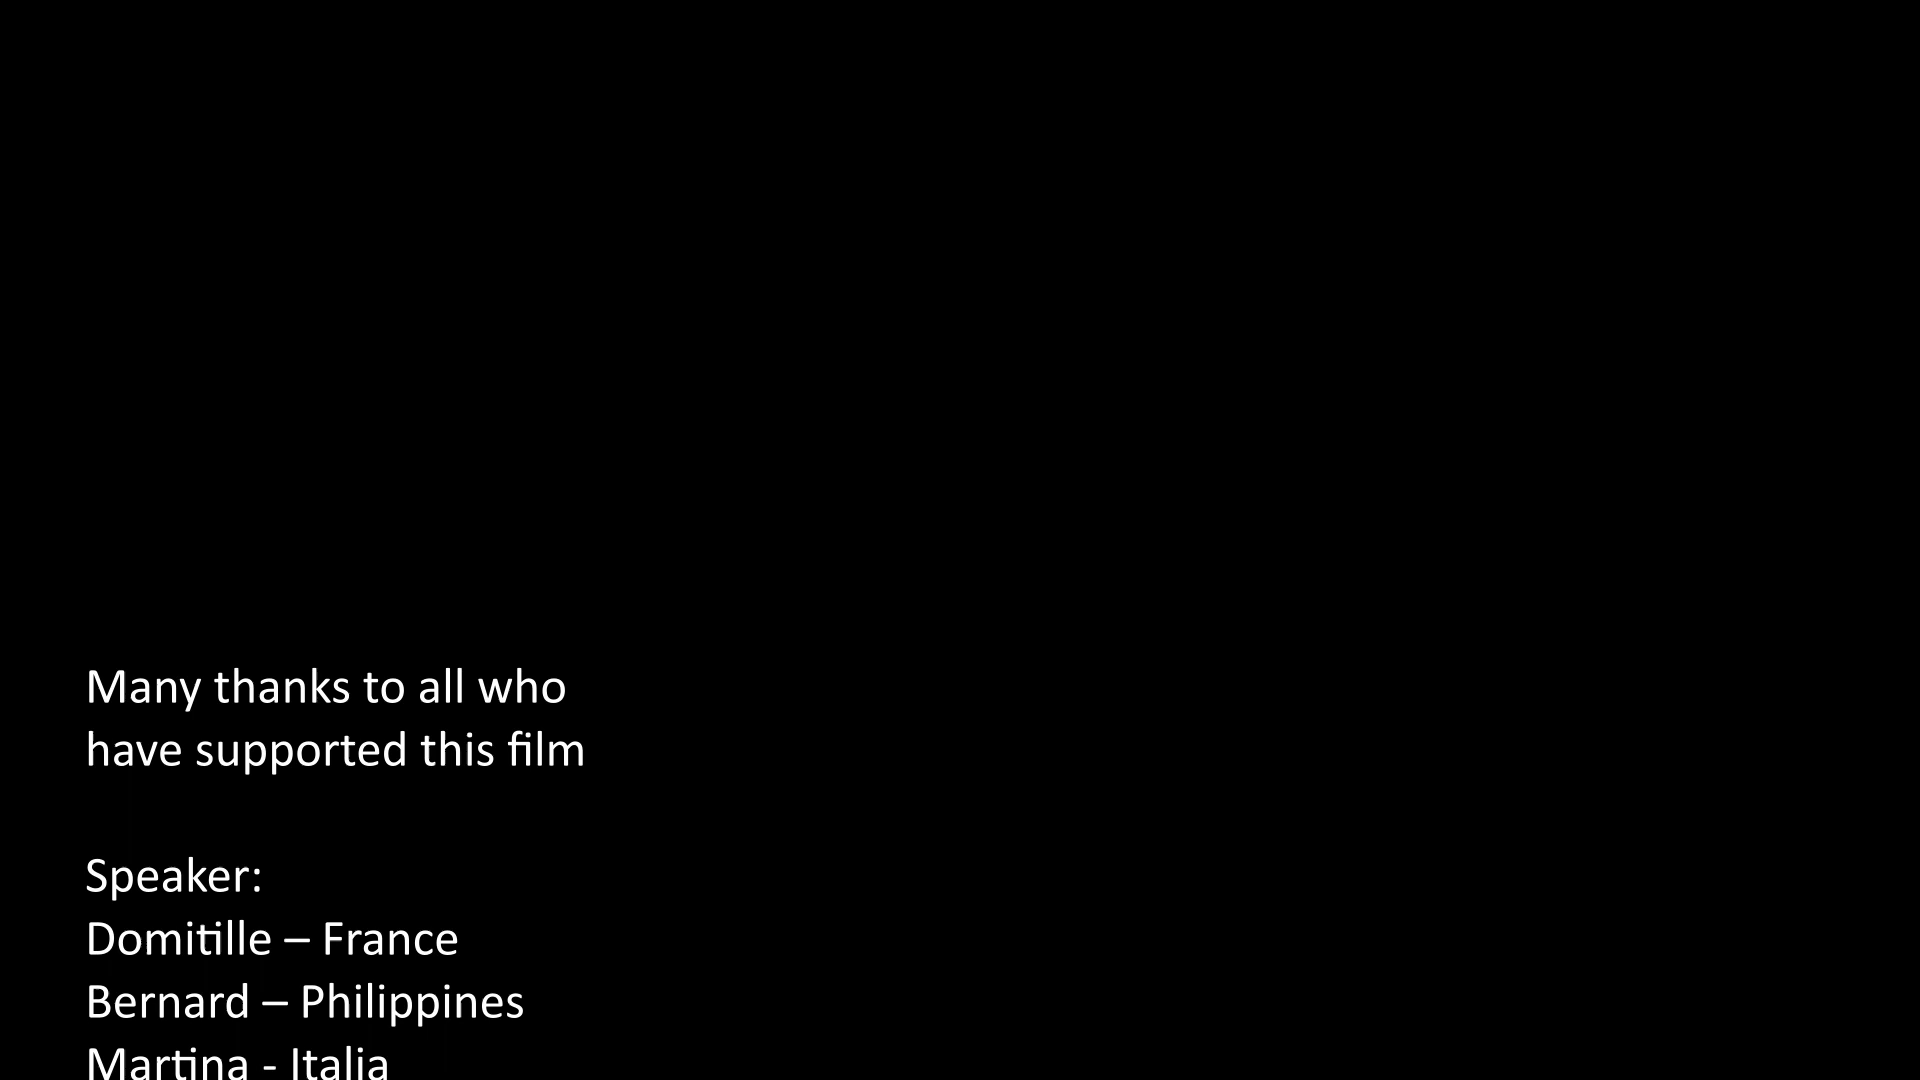 Many thanks to all who
have supported this film
Speaker:
Domitille – France
Bernard – Philippines
Martina - Italia